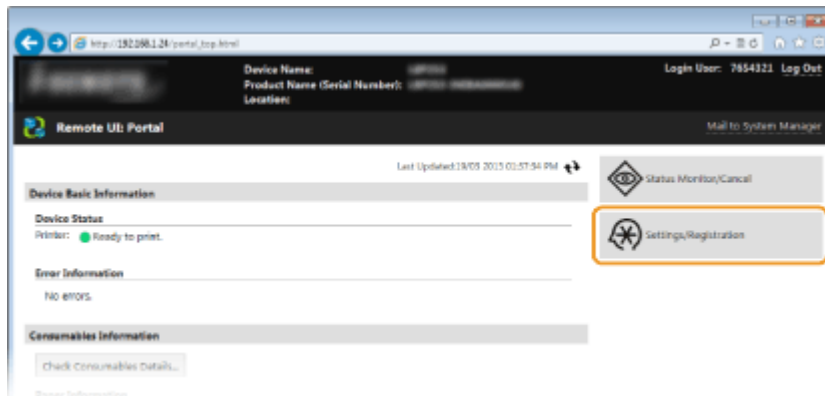 http://192.168.1.24/portal_top.html
Device Name:
Product Name (Serial Number):
Location:
Login User: 7654321 Log Out
Remote UI: Portal
Mail to System Manager
Last Updated:19/03 2015 02:57:54 PM
Device Basic Information
Device Status
Printer: Ready to print.
Error Information
No errors.
Consumables Information
Check Consumables Details...
Paper Information
Status Monitor/Cancel
Settings/Registration